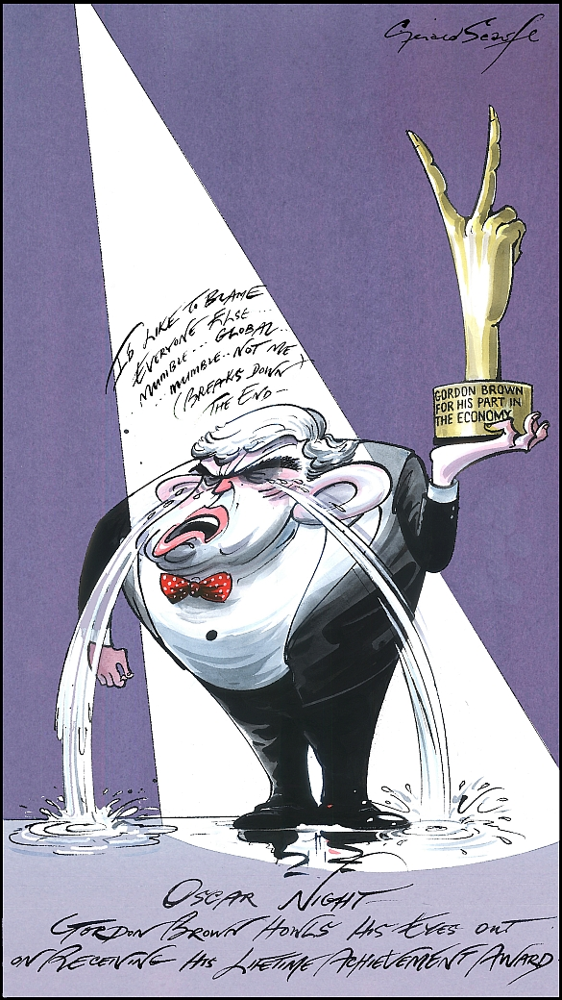 Gerald Scarfe
I'D LIKE TO BLAME
EVERYONE ELSE...
MUMBLE... GLOBAL...
...MUMBLE.. NOT ME
(BREAKS DOWN)
THE END -
GORDON BROWN
FOR HIS PART IN
THE ECONOMY
OSCAR NIGHT
GORDON BROWN HOWLS HIS EYES OUT
ON RECEIVING HIS LIFETIME ACHIEVEMENT AWARD